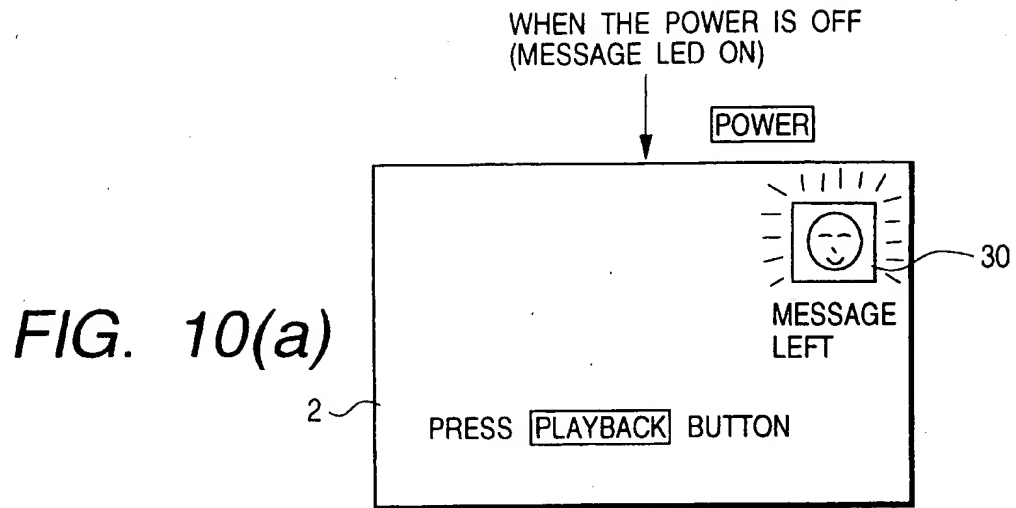 WHEN THE POWER IS OFF
(MESSAGE LED ON)
POWER
30
MESSAGE
LEFT
FIG. 10(a)
2
PRESS PLAYBACK BUTTON